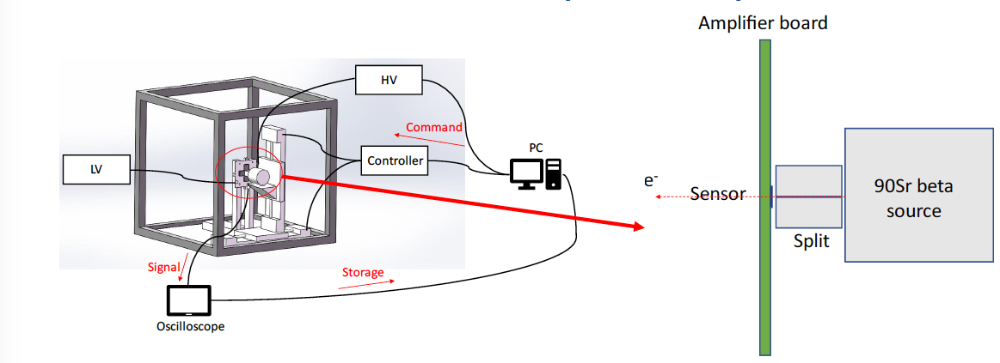 Amplifier board
HV
Command
PC
LV
Controller
e-
Sensor
90Sr beta
source
Split
Signal
Storage
Oscilloscope